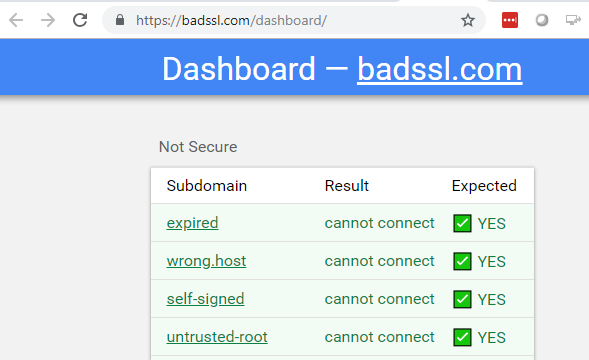 https://badssl.com/dashboard/
Dashboard — badssl.com
Not Secure
Subdomain Result Expected
expired cannot connect ✅ YES
wrong.host cannot connect ✅ YES
self-signed cannot connect ✅ YES
untrusted-root cannot connect ✅ YES